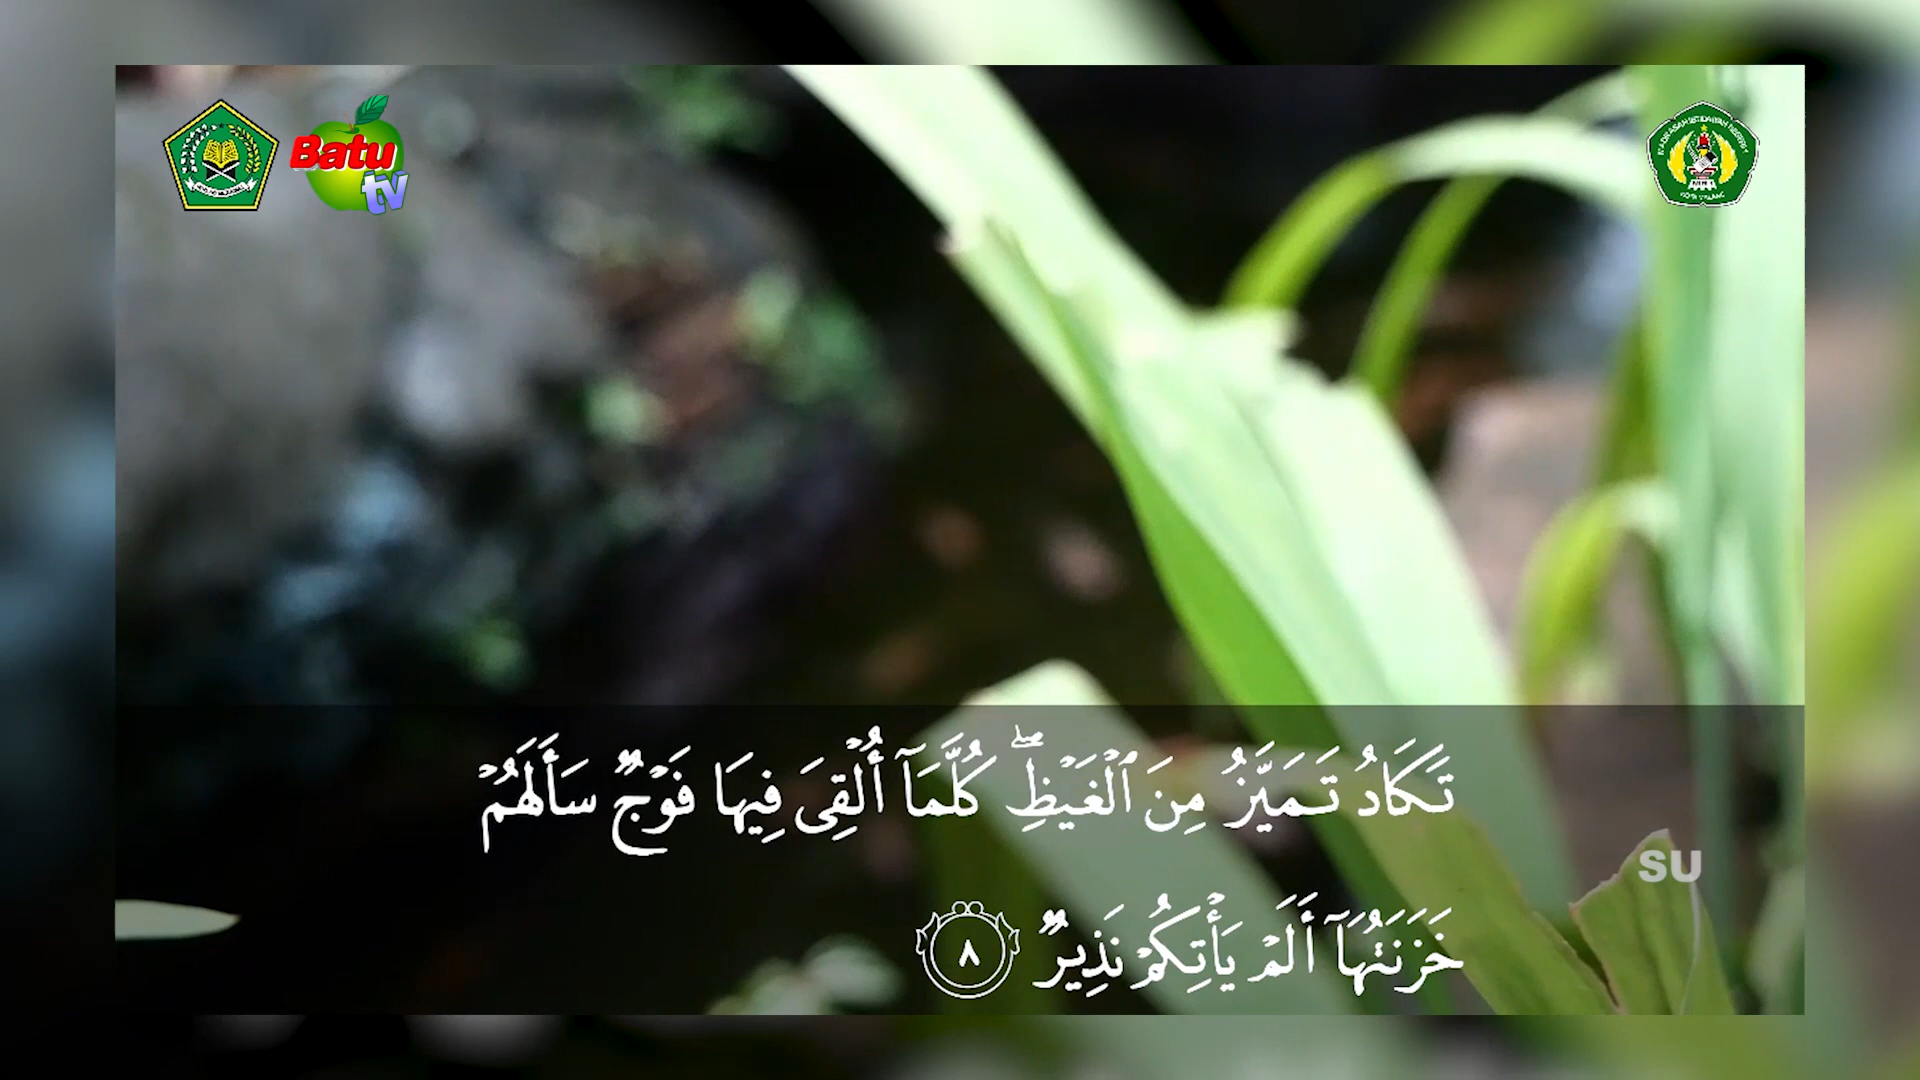 Batu
tv
تَكَادُ تَمَيَّزُ مِنَ ٱلۡغَيۡظِۖ كُلَّمَآ أُلۡقِيَ فِيهَا فَوۡجٞ سَأَلَهُمۡ
خَزَنَتُهَآ أَلَمۡ يَأۡتِكُمۡ نَذِيرٞ ٨
SU